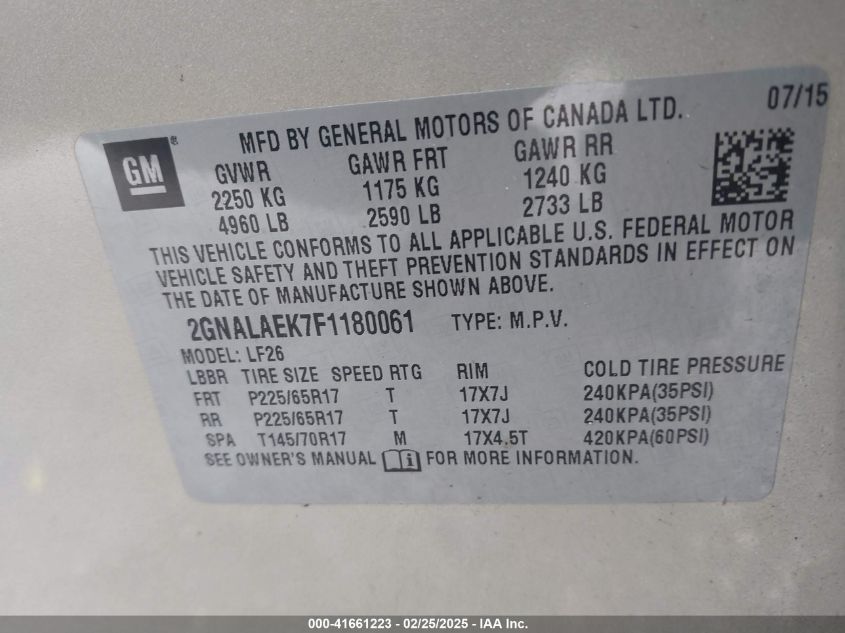 07/15
GM ®
MFD BY GENERAL MOTORS OF CANADA LTD.
GVWR GAWR FRT GAWR RR
2250 KG 1175 KG 1240 KG
4960 LB 2590 LB 2733 LB
THIS VEHICLE CONFORMS TO ALL APPLICABLE U.S. FEDERAL MOTOR
VEHICLE SAFETY AND THEFT PREVENTION STANDARDS IN EFFECT ON
THE DATE OF MANUFACTURE SHOWN ABOVE.
2GNALAEK7F1180061 TYPE: M.P.V.
MODEL: LF26
LBBR TIRE SIZE SPEED RTG RIM COLD TIRE PRESSURE
FRT P225/65R17 T 17X7J 240KPA(35PSI)
RR P225/65R17 T 17X7J 240KPA(35PSI)
SPA T145/70R17 M 17X4.5T 420KPA(60PSI)
SEE OWNER'S MANUAL FOR MORE INFORMATION.
000-41661223 - 02/25/2025 - IAA Inc.